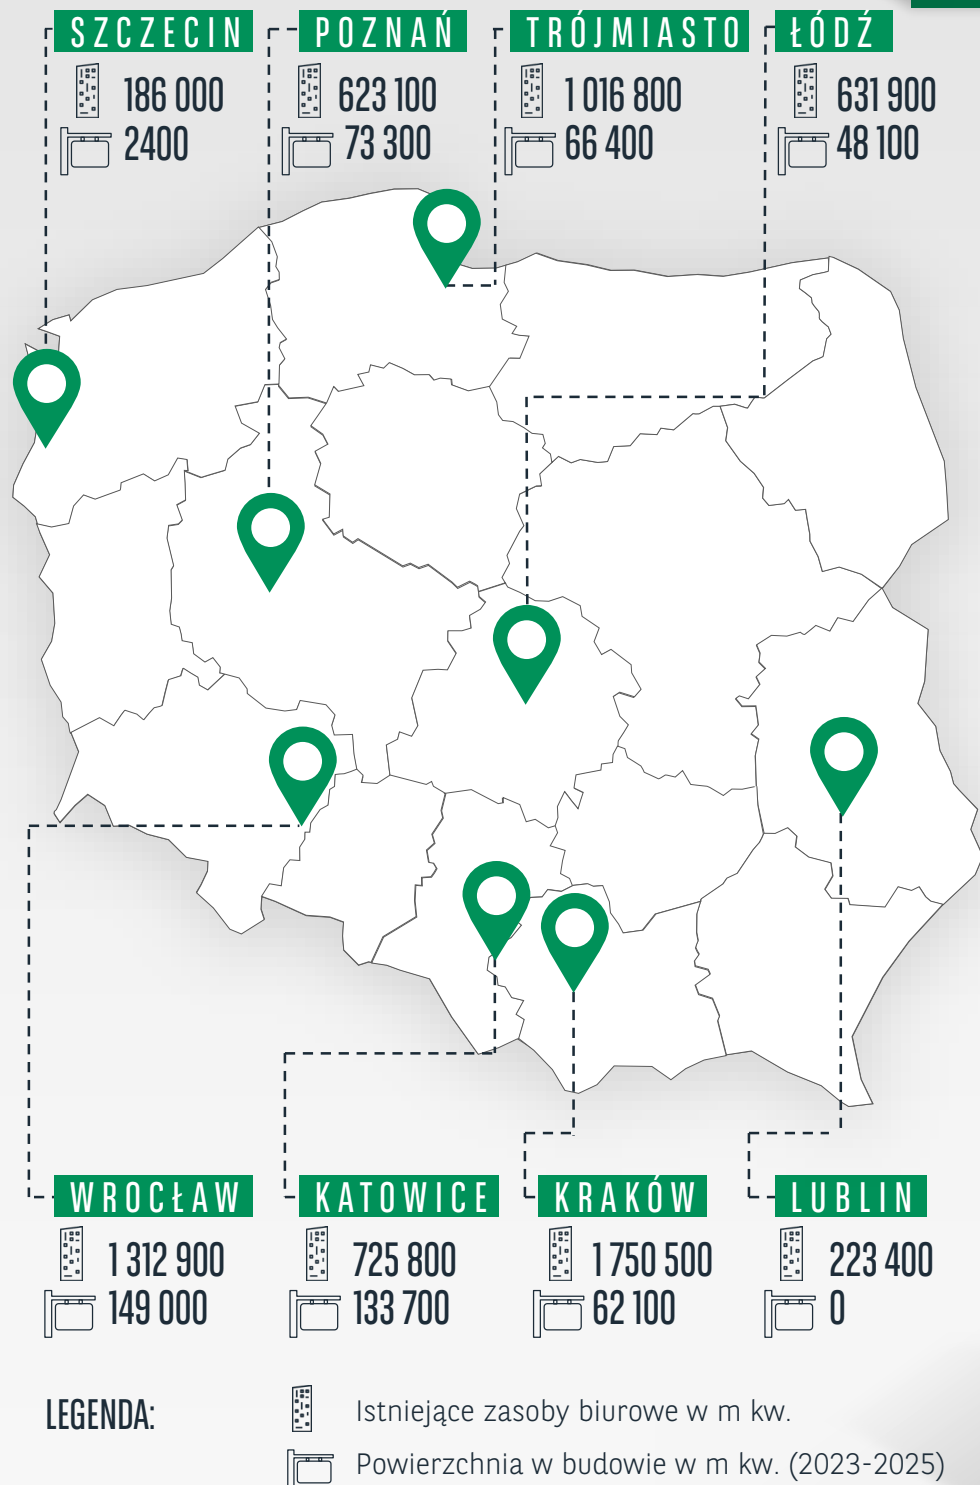 SZCZECIN
186 000
2400
POZNAŃ
623 100
73 300
TRÓJMIASTO
1 016 800
66 400
ŁÓDŹ
631 900
48 100
WROCŁAW
1 312 900
149 000
KATOWICE
725 800
133 700
KRAKÓW
1 750 500
62 100
LUBLIN
223 400
0
LEGENDA:
Istniejące zasoby biurowe w m kw.
Powierzchnia w budowie w m kw. (2023-2025)